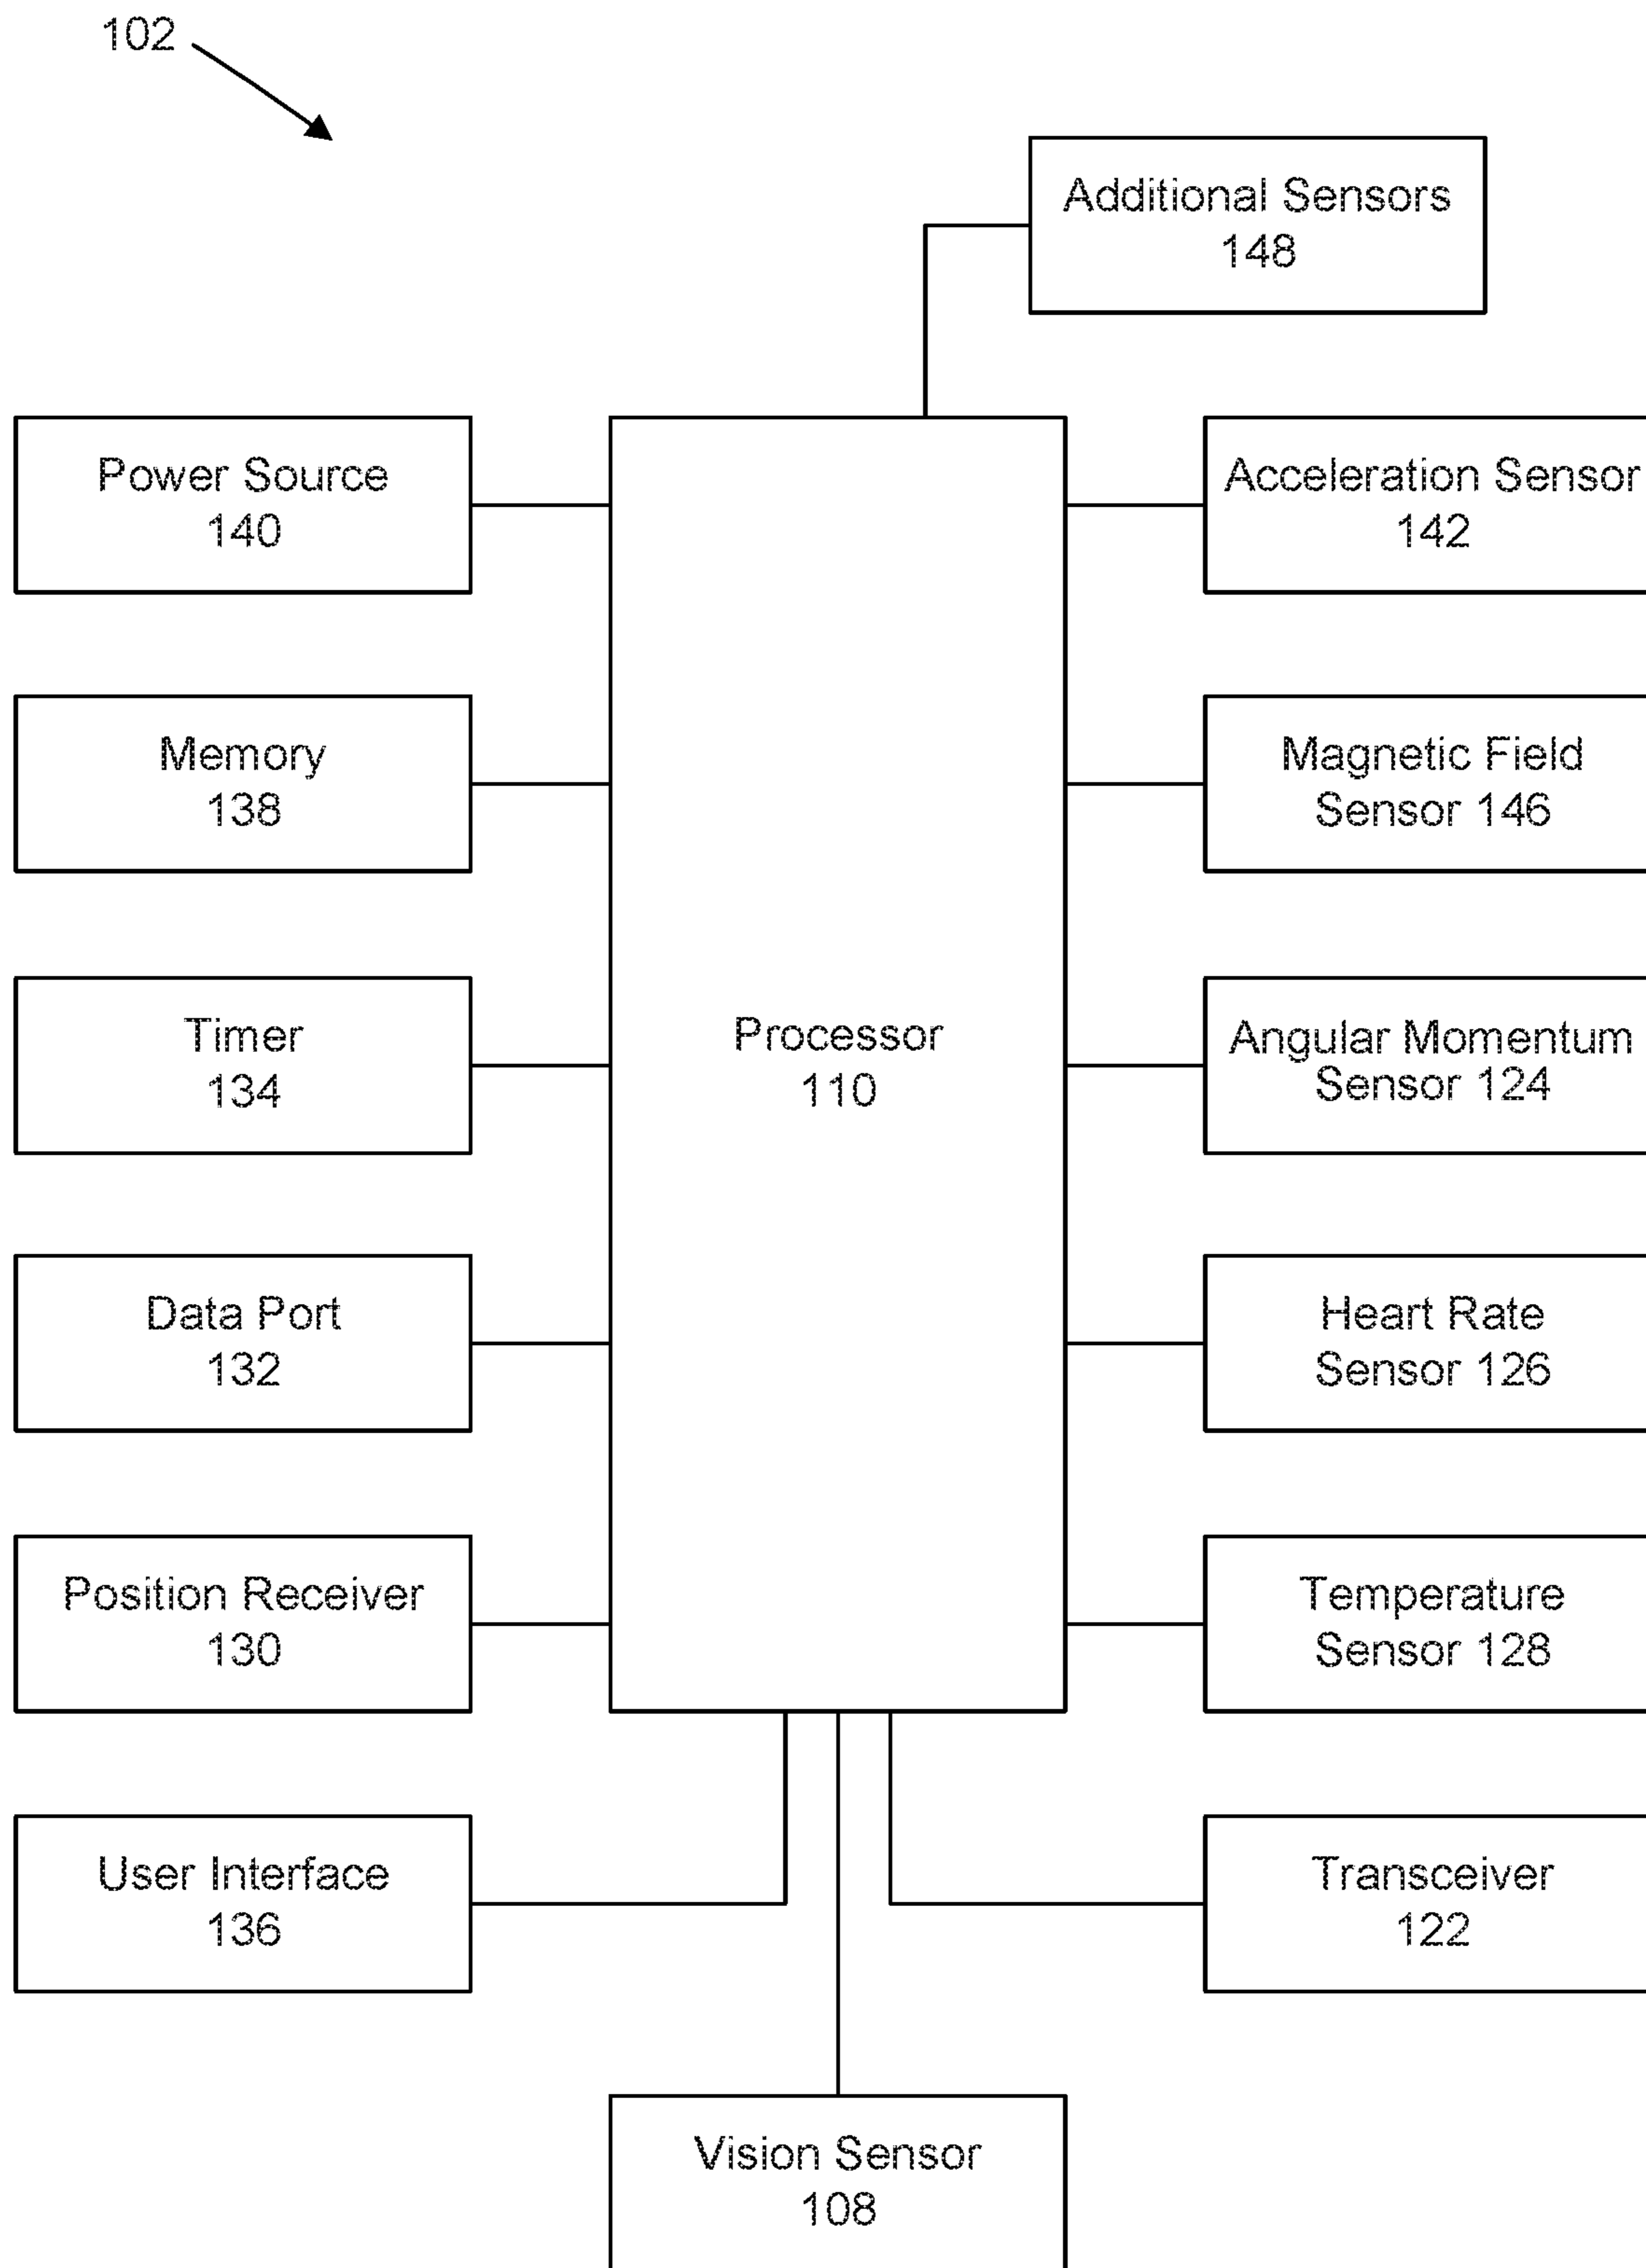 102
Additional Sensors
148
Power Source
140
Acceleration Sensor
142
Memory
138
Magnetic Field
Sensor 146
Timer
134
Processor
110
Angular Momentum
Sensor 124
Data Port
132
Heart Rate
Sensor 126
Position Receiver
130
Temperature
Sensor 128
User Interface
136
Transceiver
122
Vision Sensor
108